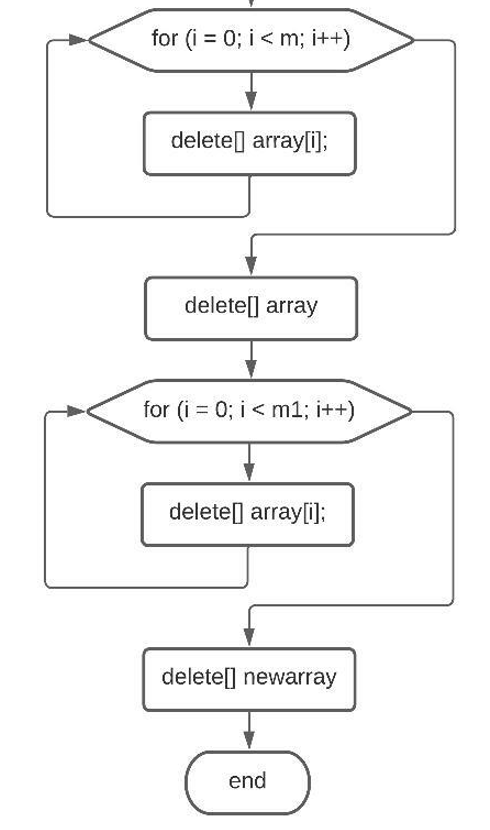 for (i = 0; i < m; i++)
delete[] array[i];
delete[] array
for (i = 0; i < m1; i++)
delete[] array[i];
delete[] newarray
end